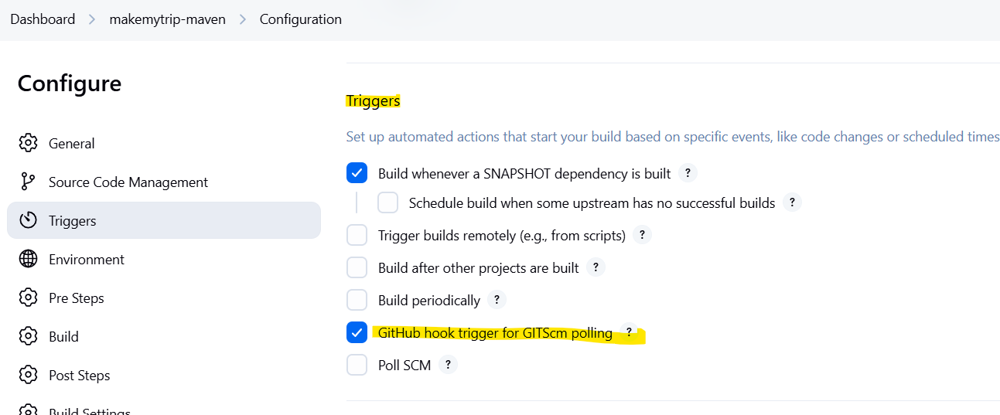 Dashboard > makemytrip-maven > Configuration
Configure
General
Source Code Management
Triggers
Environment
Pre Steps
Build
Post Steps
Build Settings
Triggers
Set up automated actions that start your build based on specific events, like code changes or scheduled times
Build whenever a SNAPSHOT dependency is built ?
Schedule build when some upstream has no successful builds ?
Trigger builds remotely (e.g., from scripts) ?
Build after other projects are built ?
Build periodically ?
GitHub hook trigger for GITScm polling ?
Poll SCM ?